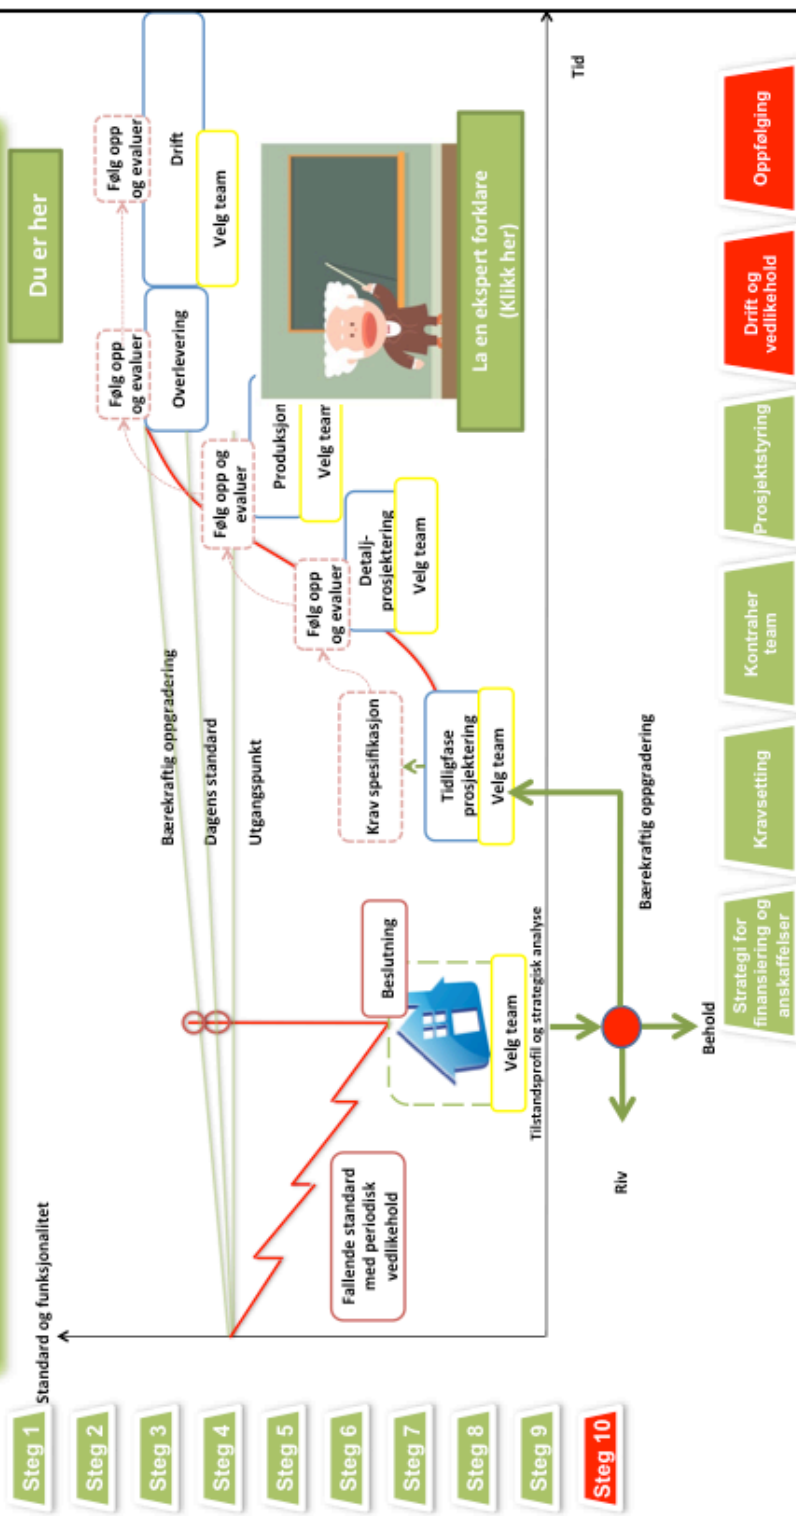 Du er her
Standard og funksjonalitet
Steg 1
Steg 2
Steg 3
Steg 4
Steg 5
Steg 6
Steg 7
Steg 8
Steg 9
Steg 10
Bærekraftig oppgradering
Dagens standard
Utgangspunkt
Fallende standard
med periodisk
vedlikehold
Beslutning
Velg team
Tilstandsprofil og strategisk analyse
Krav spesifikasjon
Tidligfase
prosjektering
Velg team
Følg opp
og evaluer
Detalj-
prosjektering
Velg team
Følg opp og
evaluer
Produksjon
Velg team
Følg opp
og evaluer
Overlevering
Følg opp
og evaluer
Drift
Velg team
La en ekspert forklare
(Klikk her)
Tid
Riv
Behold
Bærekraftig oppgradering
Strategi for
finansiering og
anskaffelser
Kravsetting
Kontraher
team
Prosjektstyring
Drift og
vedlikehold
Oppfølging